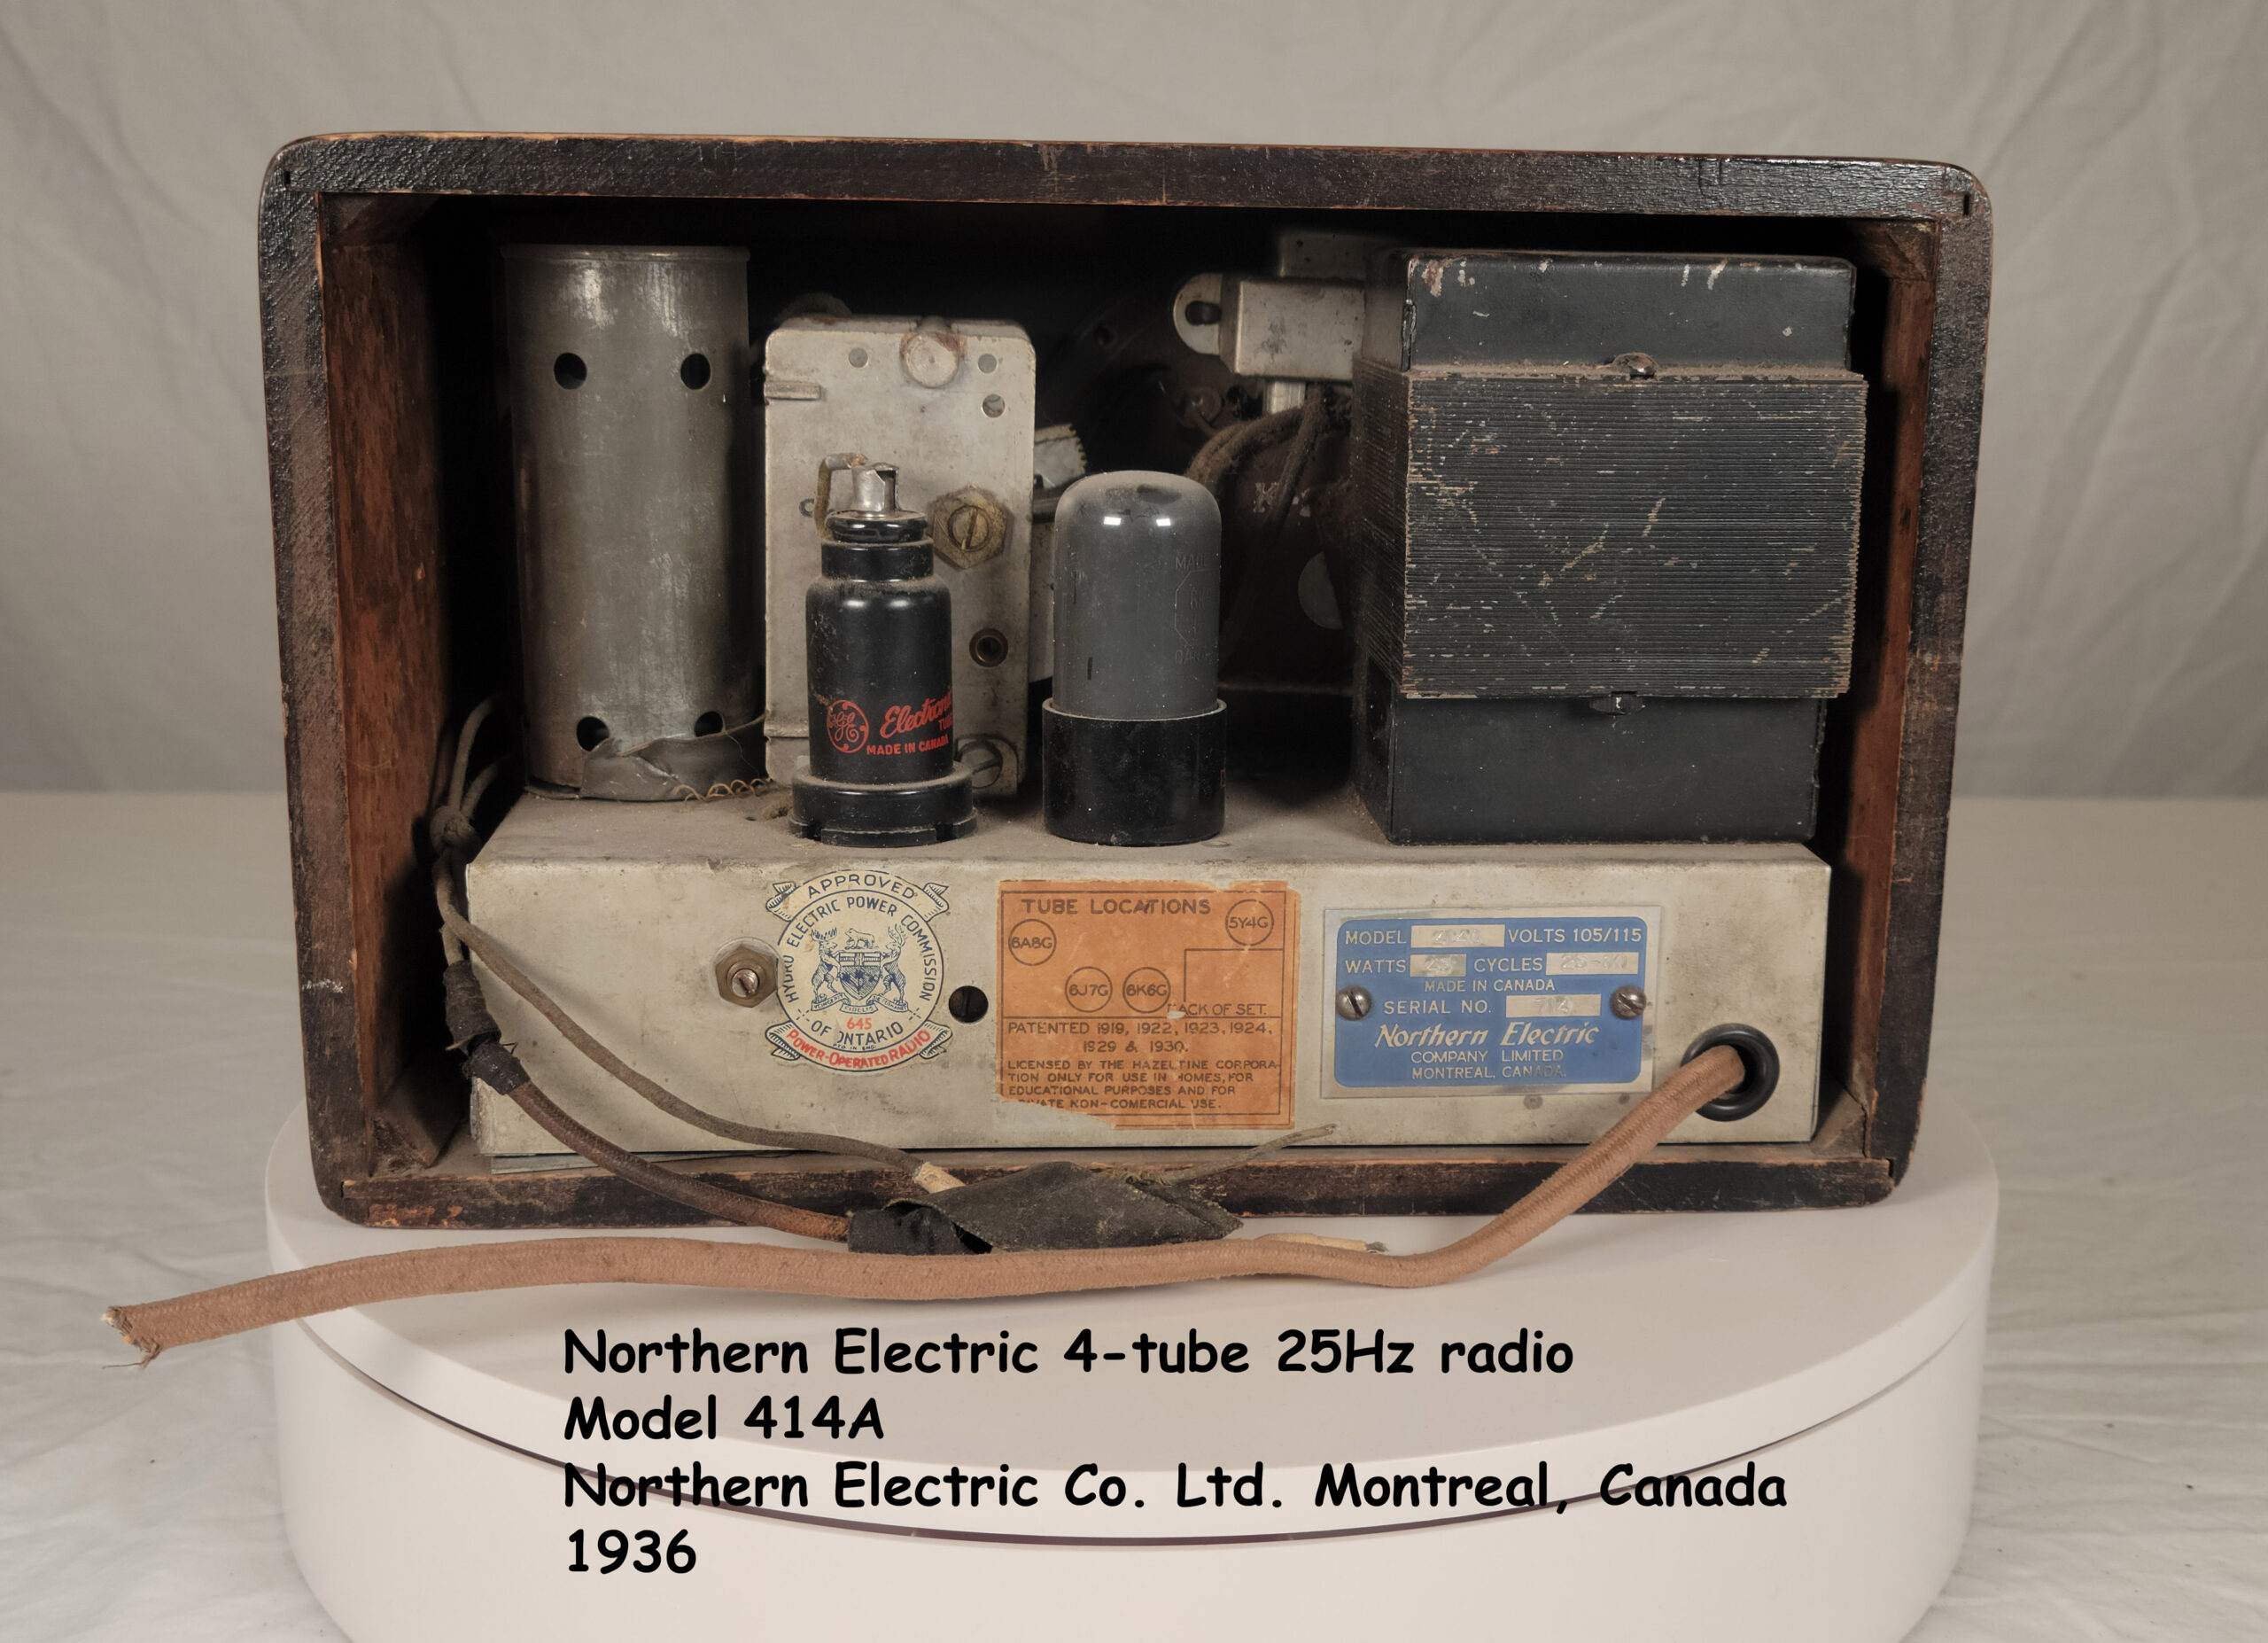 GE Electronic
TUBE
MADE IN CANADA
APPROVED
HYDRO ELECTRIC POWER COMMISSION
OF ONTARIO
645
POWER-OPERATED RADIO
TUBE LOCATIONS
5Y4G
6A8G
6J7G 6K6G
BACK OF SET.
PATENTED 1919, 1922, 1923, 1924,
1929 & 1930.
LICENSED BY THE HAZELTINE CORPORA-
TION ONLY FOR USE IN HOMES, FOR
EDUCATIONAL PURPOSES AND FOR
PRIVATE NON-COMERCIAL USE.
MODEL VOLTS 105/115
WATTS CYCLES
MADE IN CANADA
SERIAL NO.
Northern Electric
COMPANY LIMITED
MONTREAL, CANADA.
Northern Electric 4-tube 25Hz radio
Model 414A
Northern Electric Co. Ltd. Montreal, Canada
1936